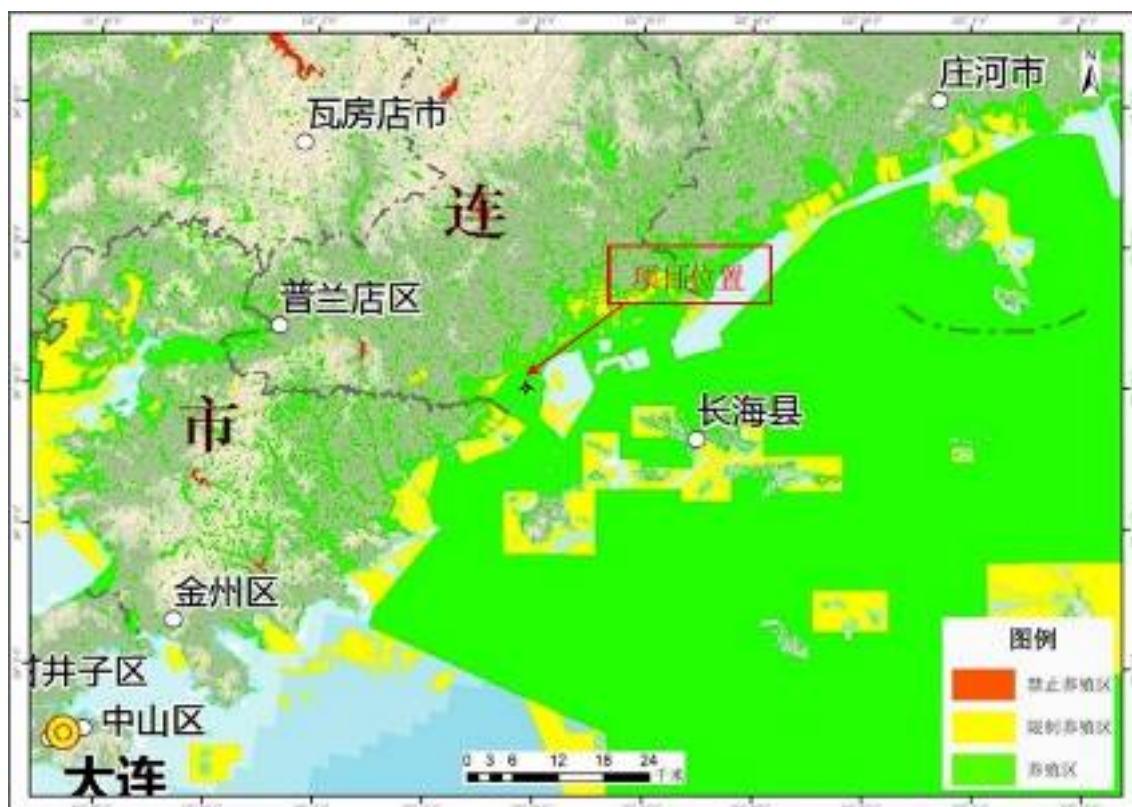 庄河市
N
瓦房店市
连
项目位置
普兰店区
长海县
市
金州区
图例
禁止养殖区
限制养殖区
养殖区
井子区
中山区
大连
0 3 6 12 18 24
千米